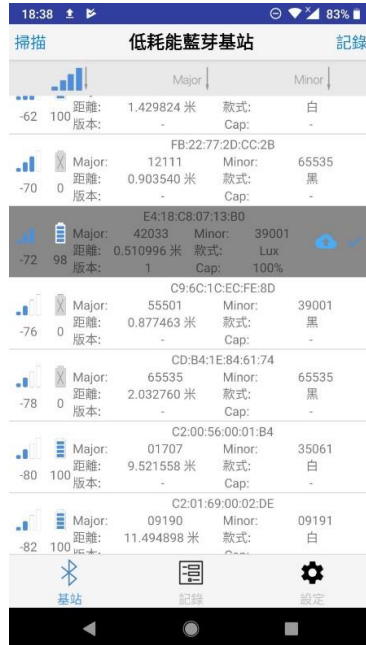 18:38 83%
掃描 低耗能藍芽基站 記錄
Major Minor
-62 100 距離: 1.429824 米 款式: 白
版本: - Cap: -
FB:22:77:2D:CC:2B
Major: 12111 Minor: 65535
-70 0 距離: 0.903540 米 款式: 黑
版本: - Cap: -
E4:18:C8:07:13:B0
Major: 42033 Minor: 39001
-72 98 距離: 0.510996 米 款式: Lux
版本: 1 Cap: 100%
C9:6C:1C:EC:FE:8D
Major: 55501 Minor: 39001
-76 0 距離: 0.877463 米 款式: 黑
版本: - Cap: -
CD:B4:1E:84:61:74
Major: 65535 Minor: 65535
-78 0 距離: 2.032760 米 款式: 黑
版本: - Cap: -
C2:00:56:00:01:B4
Major: 01707 Minor: 35061
-80 100 距離: 9.521558 米 款式: 白
版本: - Cap: -
C2:01:69:00:02:DE
Major: 09190 Minor: 09191
-82 100 距離: 11.494898 米 款式: 白
基站 記錄 設定